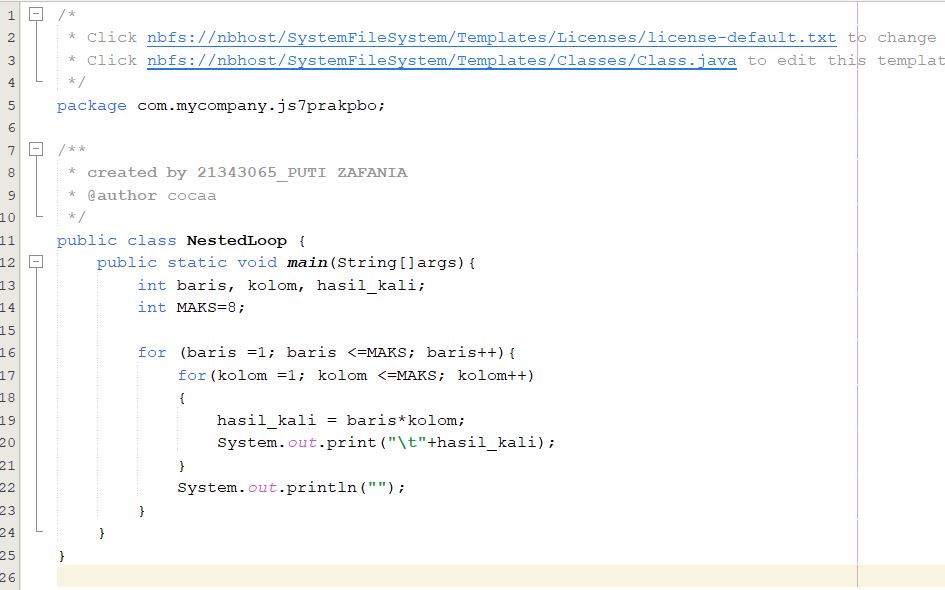 1 /*
2 * Click nbfs://nbhost/SystemFileSystem/Templates/Licenses/license-default.txt to change
3 * Click nbfs://nbhost/SystemFileSystem/Templates/Classes/Class.java to edit this templat
4 */
5 package com.mycompany.js7prakpbo;
6
7 /**
8 * created by 21343065_PUTI ZAFANIA
9 * @author cocaa
10 */
11 public class NestedLoop {
12 public static void main(String[]args){
13 int baris, kolom, hasil_kali;
14 int MAKS=8;
15
16 for (baris =1; baris <=MAKS; baris++){
17 for(kolom =1; kolom <=MAKS; kolom++)
18 {
19 hasil_kali = baris*kolom;
20 System.out.print("\t"+hasil_kali);
21 }
22 System.out.println("");
23 }
24 }
25 }
26